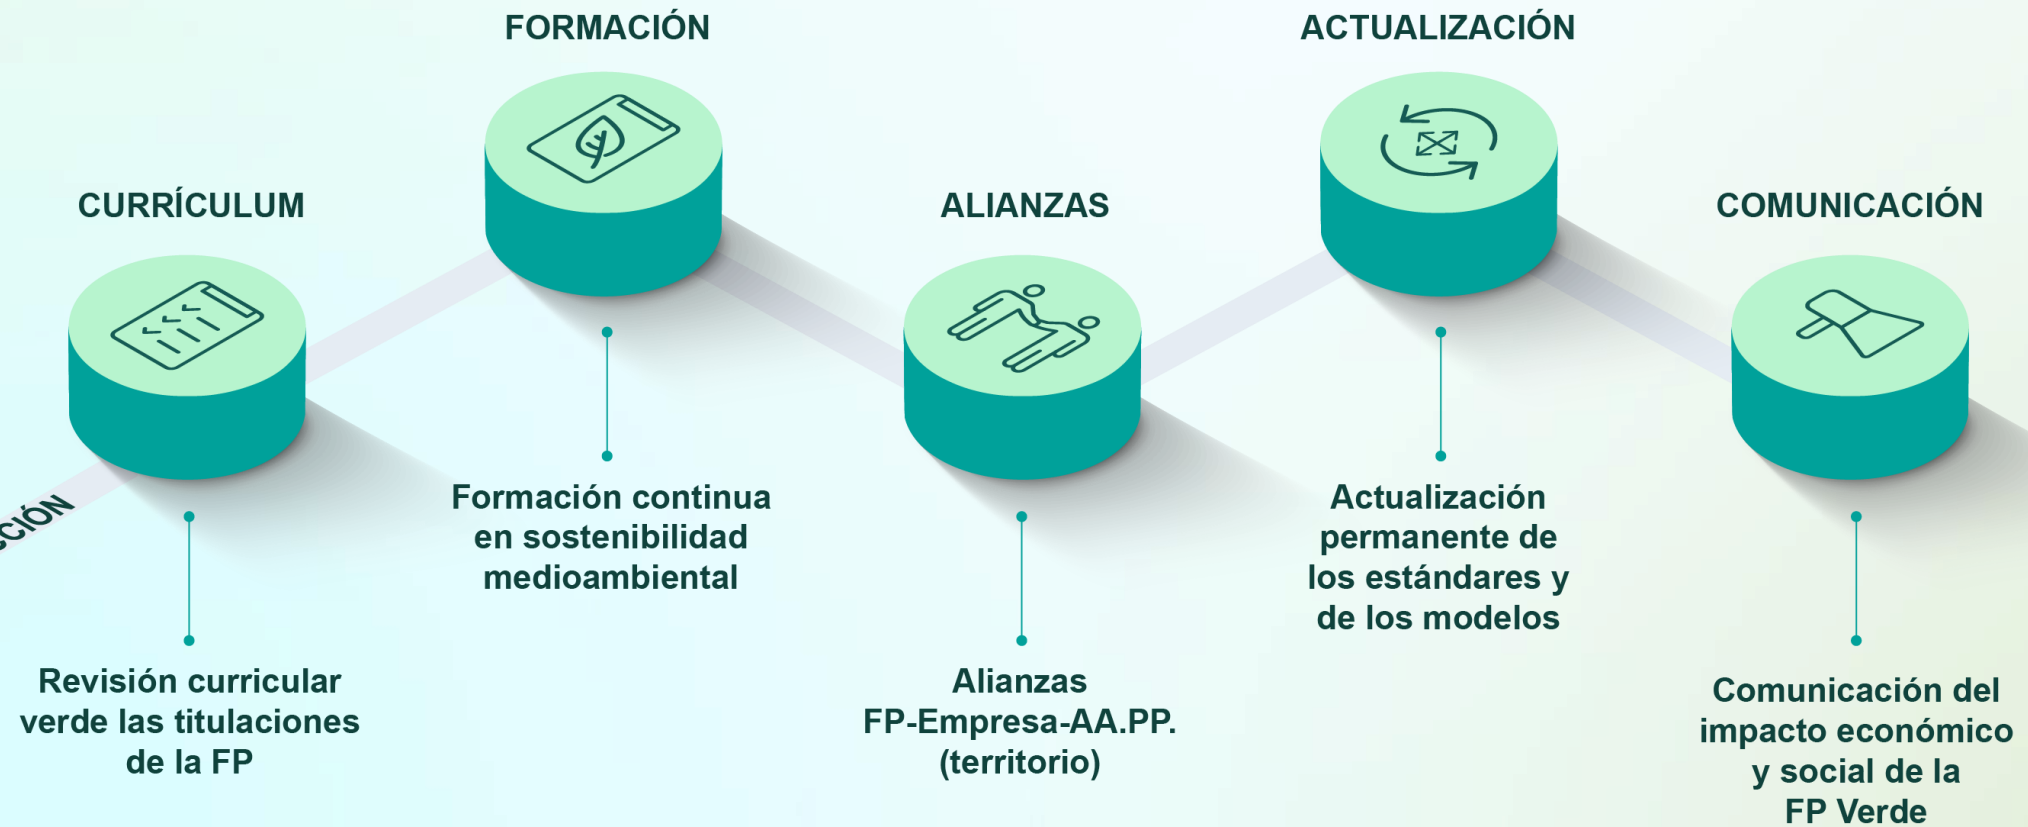 CURRÍCULUM
Revisión curricular
verde las titulaciones
de la FP
FORMACIÓN
Formación continua
en sostenibilidad
medioambiental
ALIANZAS
Alianzas
FP-Empresa-AA.PP.
(territorio)
ACTUALIZACIÓN
Actualización
permanente de
los estándares y
de los modelos
COMUNICACIÓN
Comunicación del
impacto económico
y social de la
FP Verde